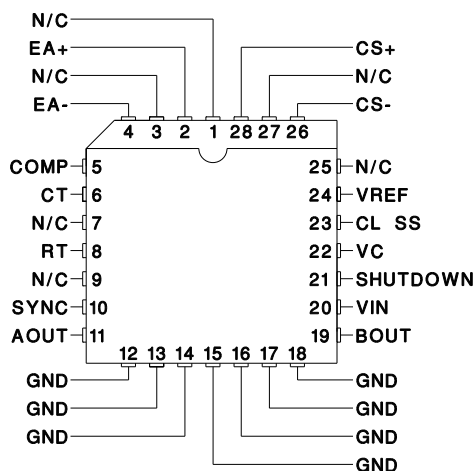 N/C
EA+ CS+
N/C N/C
EA- CS-
4 3 2 1 28 27 26
COMP 5 25 N/C
CT 6 24 VREF
N/C 7 23 CL SS
RT 8 22 VC
N/C 9 21 SHUTDOWN
SYNC 10 20 VIN
AOUT 11 19 BOUT
12 13 14 15 16 17 18
GND GND
GND GND
GND GND
GND